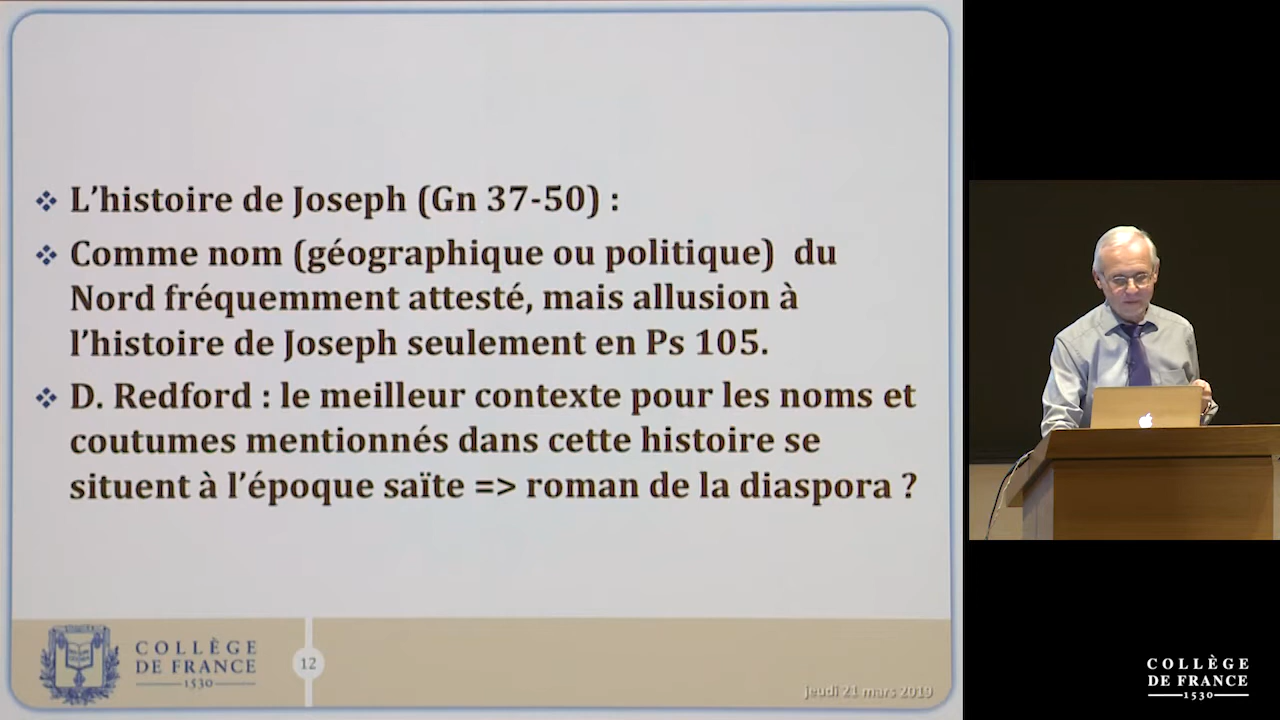 L’histoire de Joseph (Gn 37-50) :
Comme nom (géographique ou politique) du
Nord fréquemment attesté, mais allusion à
l’histoire de Joseph seulement en Ps 105.
D. Redford : le meilleur contexte pour les noms et
coutumes mentionnés dans cette histoire se
situent à l’époque saïte => roman de la diaspora ?
COLLÈGE
DE FRANCE
1530
12
jeudi 21 mars 2019
COLLÈGE
DE FRANCE
1530